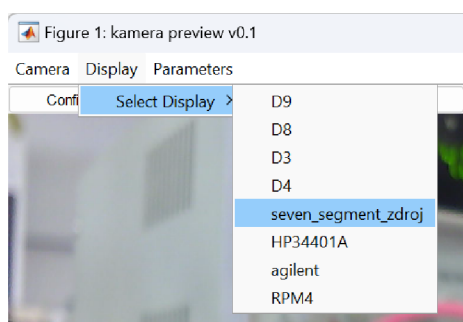 Figure 1: kamera preview v0.1
Camera Display Parameters
Confi
Select Display >
D9
D8
D3
D4
seven_segment_zdroj
HP34401A
agilent
RPM4